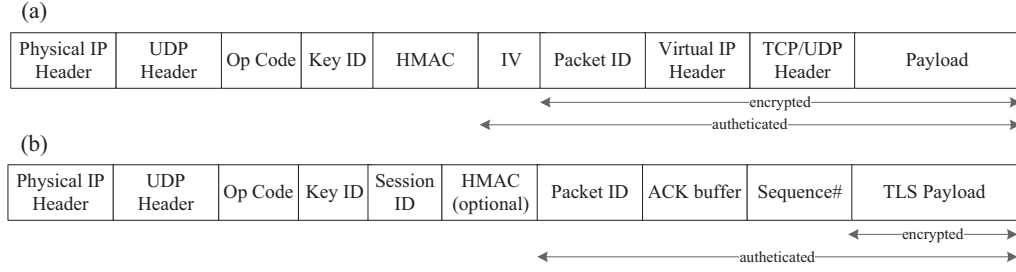 (a)
Physical IP Header
UDP Header
Op Code
Key ID
HMAC
IV
Packet ID
Virtual IP Header
TCP/UDP Header
Payload
encrypted
autheticated
(b)
Physical IP Header
UDP Header
Op Code
Key ID
Session ID
HMAC (optional)
Packet ID
ACK buffer
Sequence#
TLS Payload
encrypted
autheticated